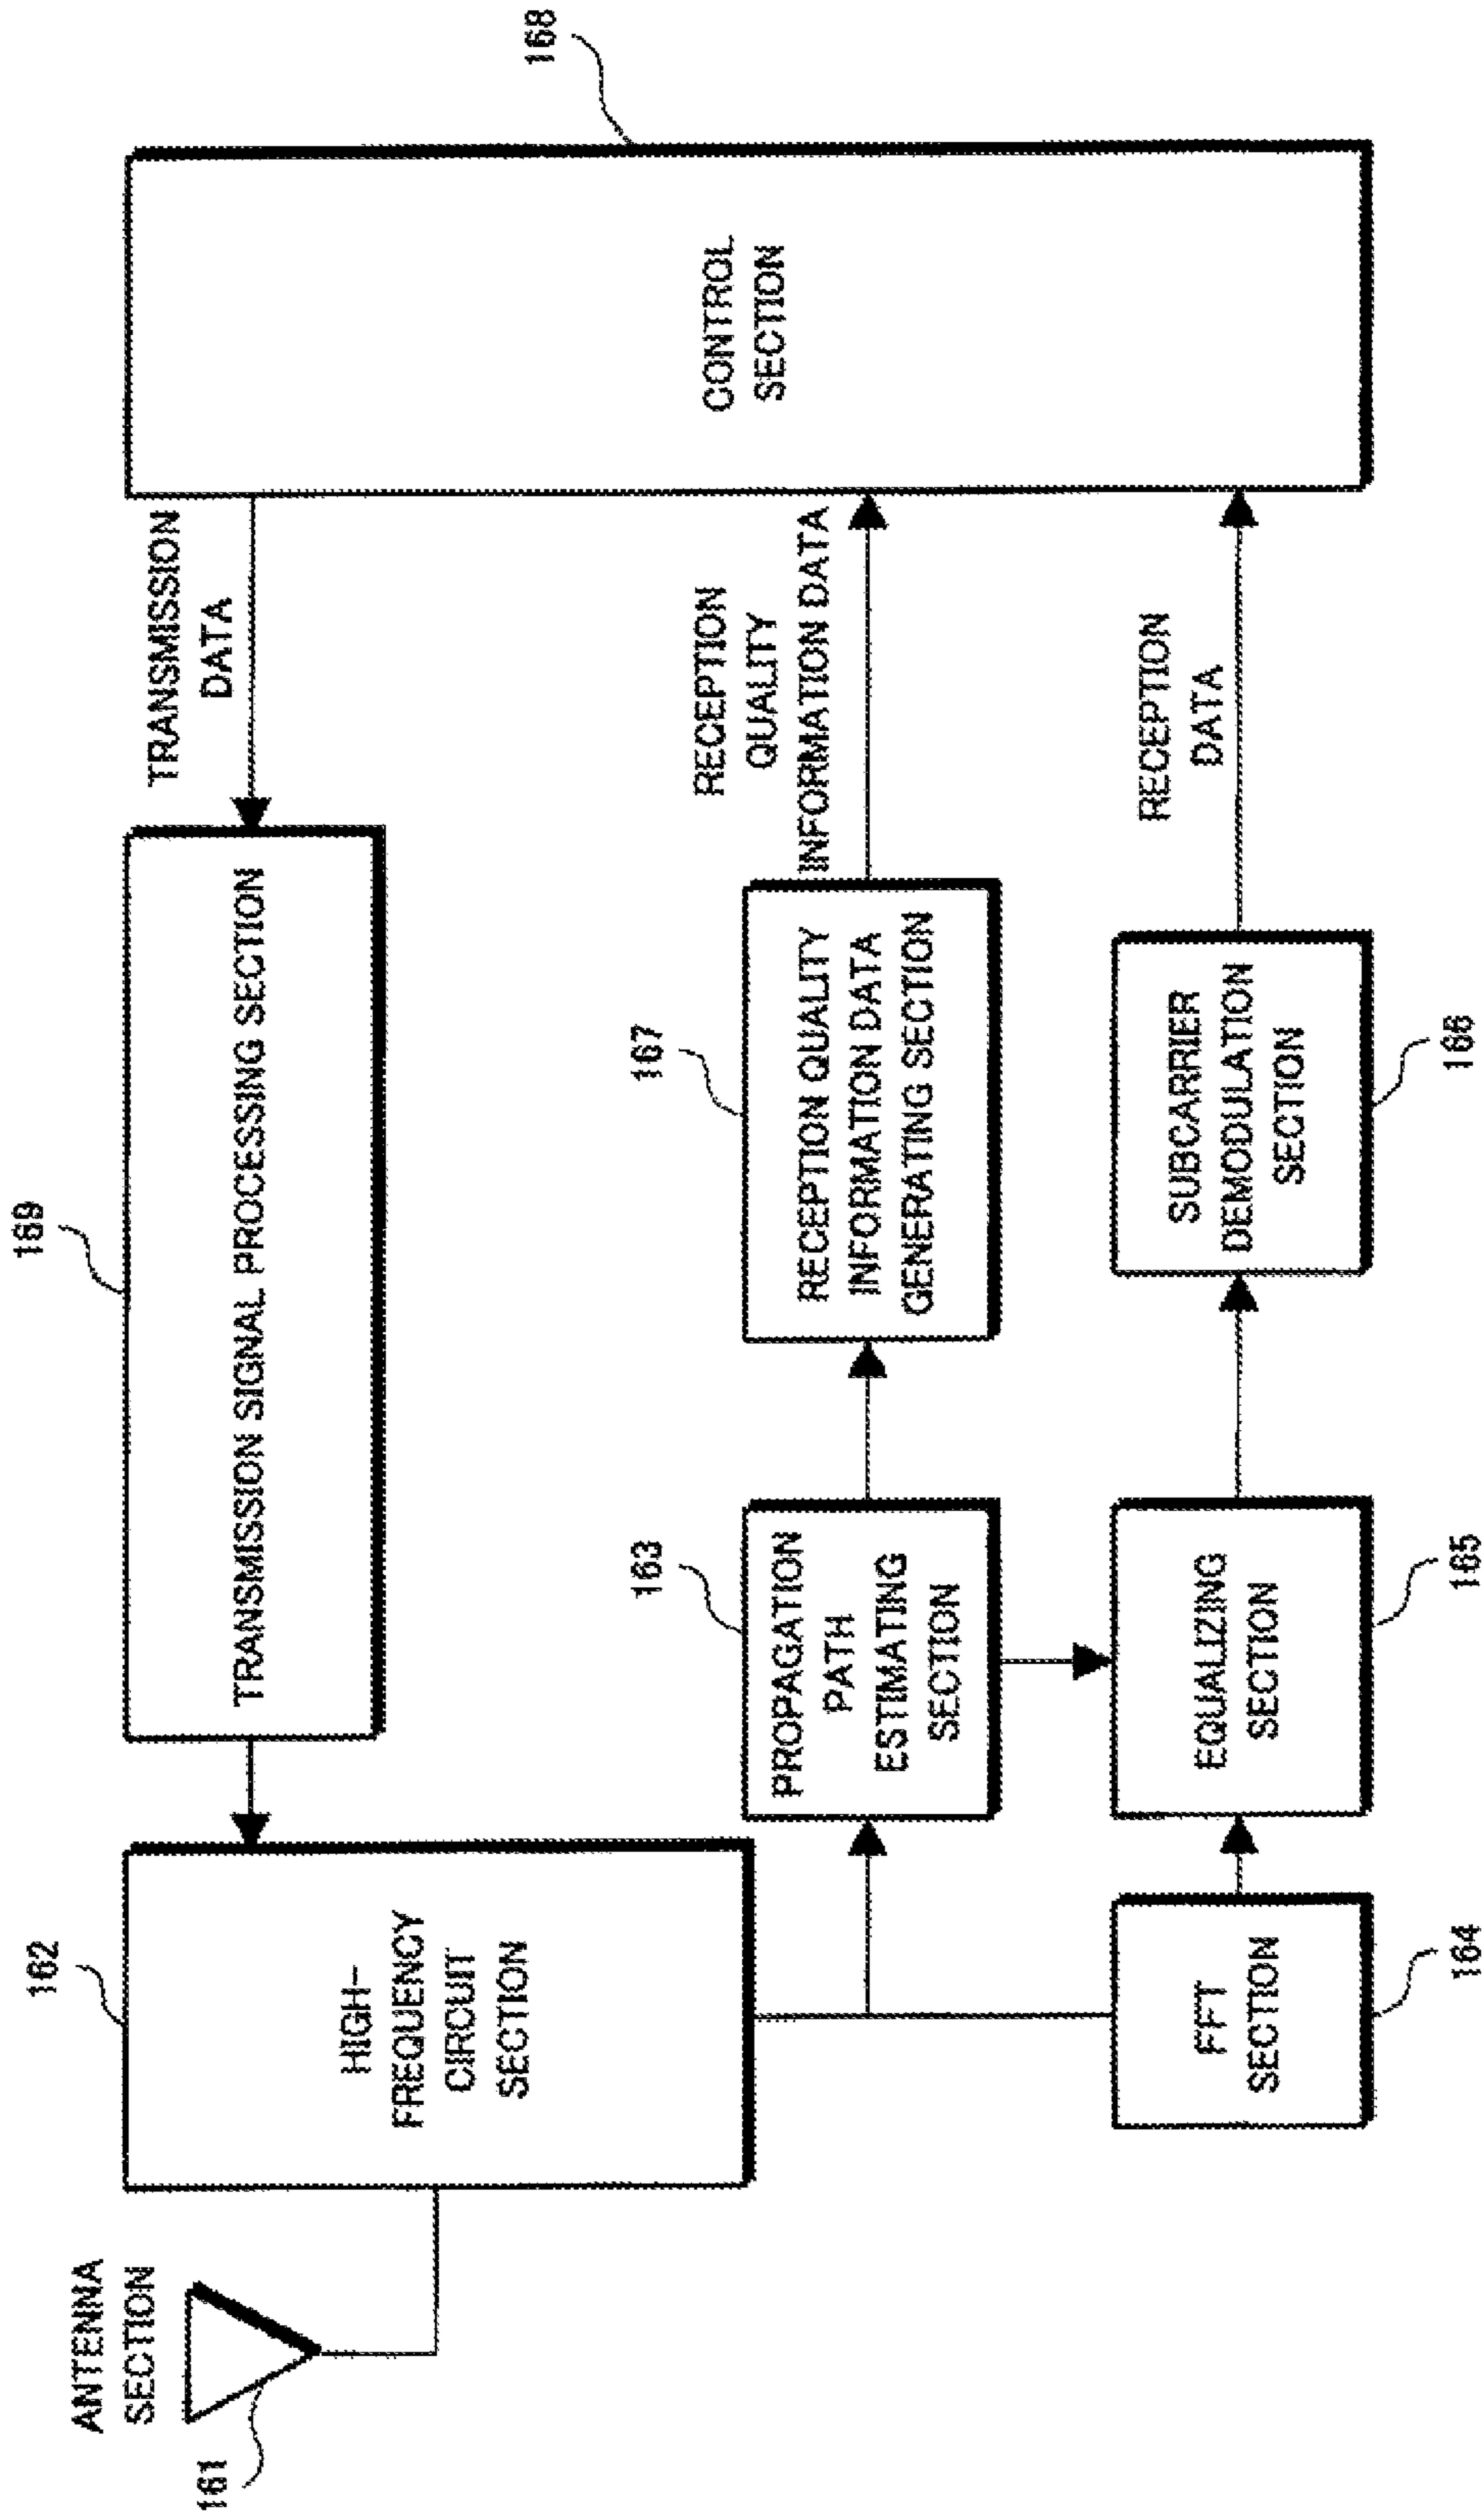 ANTENNA
SECTION
161
162
HIGH-
FREQUENCY
CIRCUIT
SECTION
169
TRANSMISSION SIGNAL PROCESSING SECTION
TRANSMISSION
DATA
168
CONTROL
SECTION
163
PROPAGATION
PATH
ESTIMATING
SECTION
167
RECEPTION QUALITY
INFORMATION DATA
GENERATING SECTION
RECEPTION
QUALITY
INFORMATION DATA
FFT
SECTION
164
EQUALIZING
SECTION
165
SUBCARRIER
DEMODULATION
SECTION
166
RECEPTION
DATA